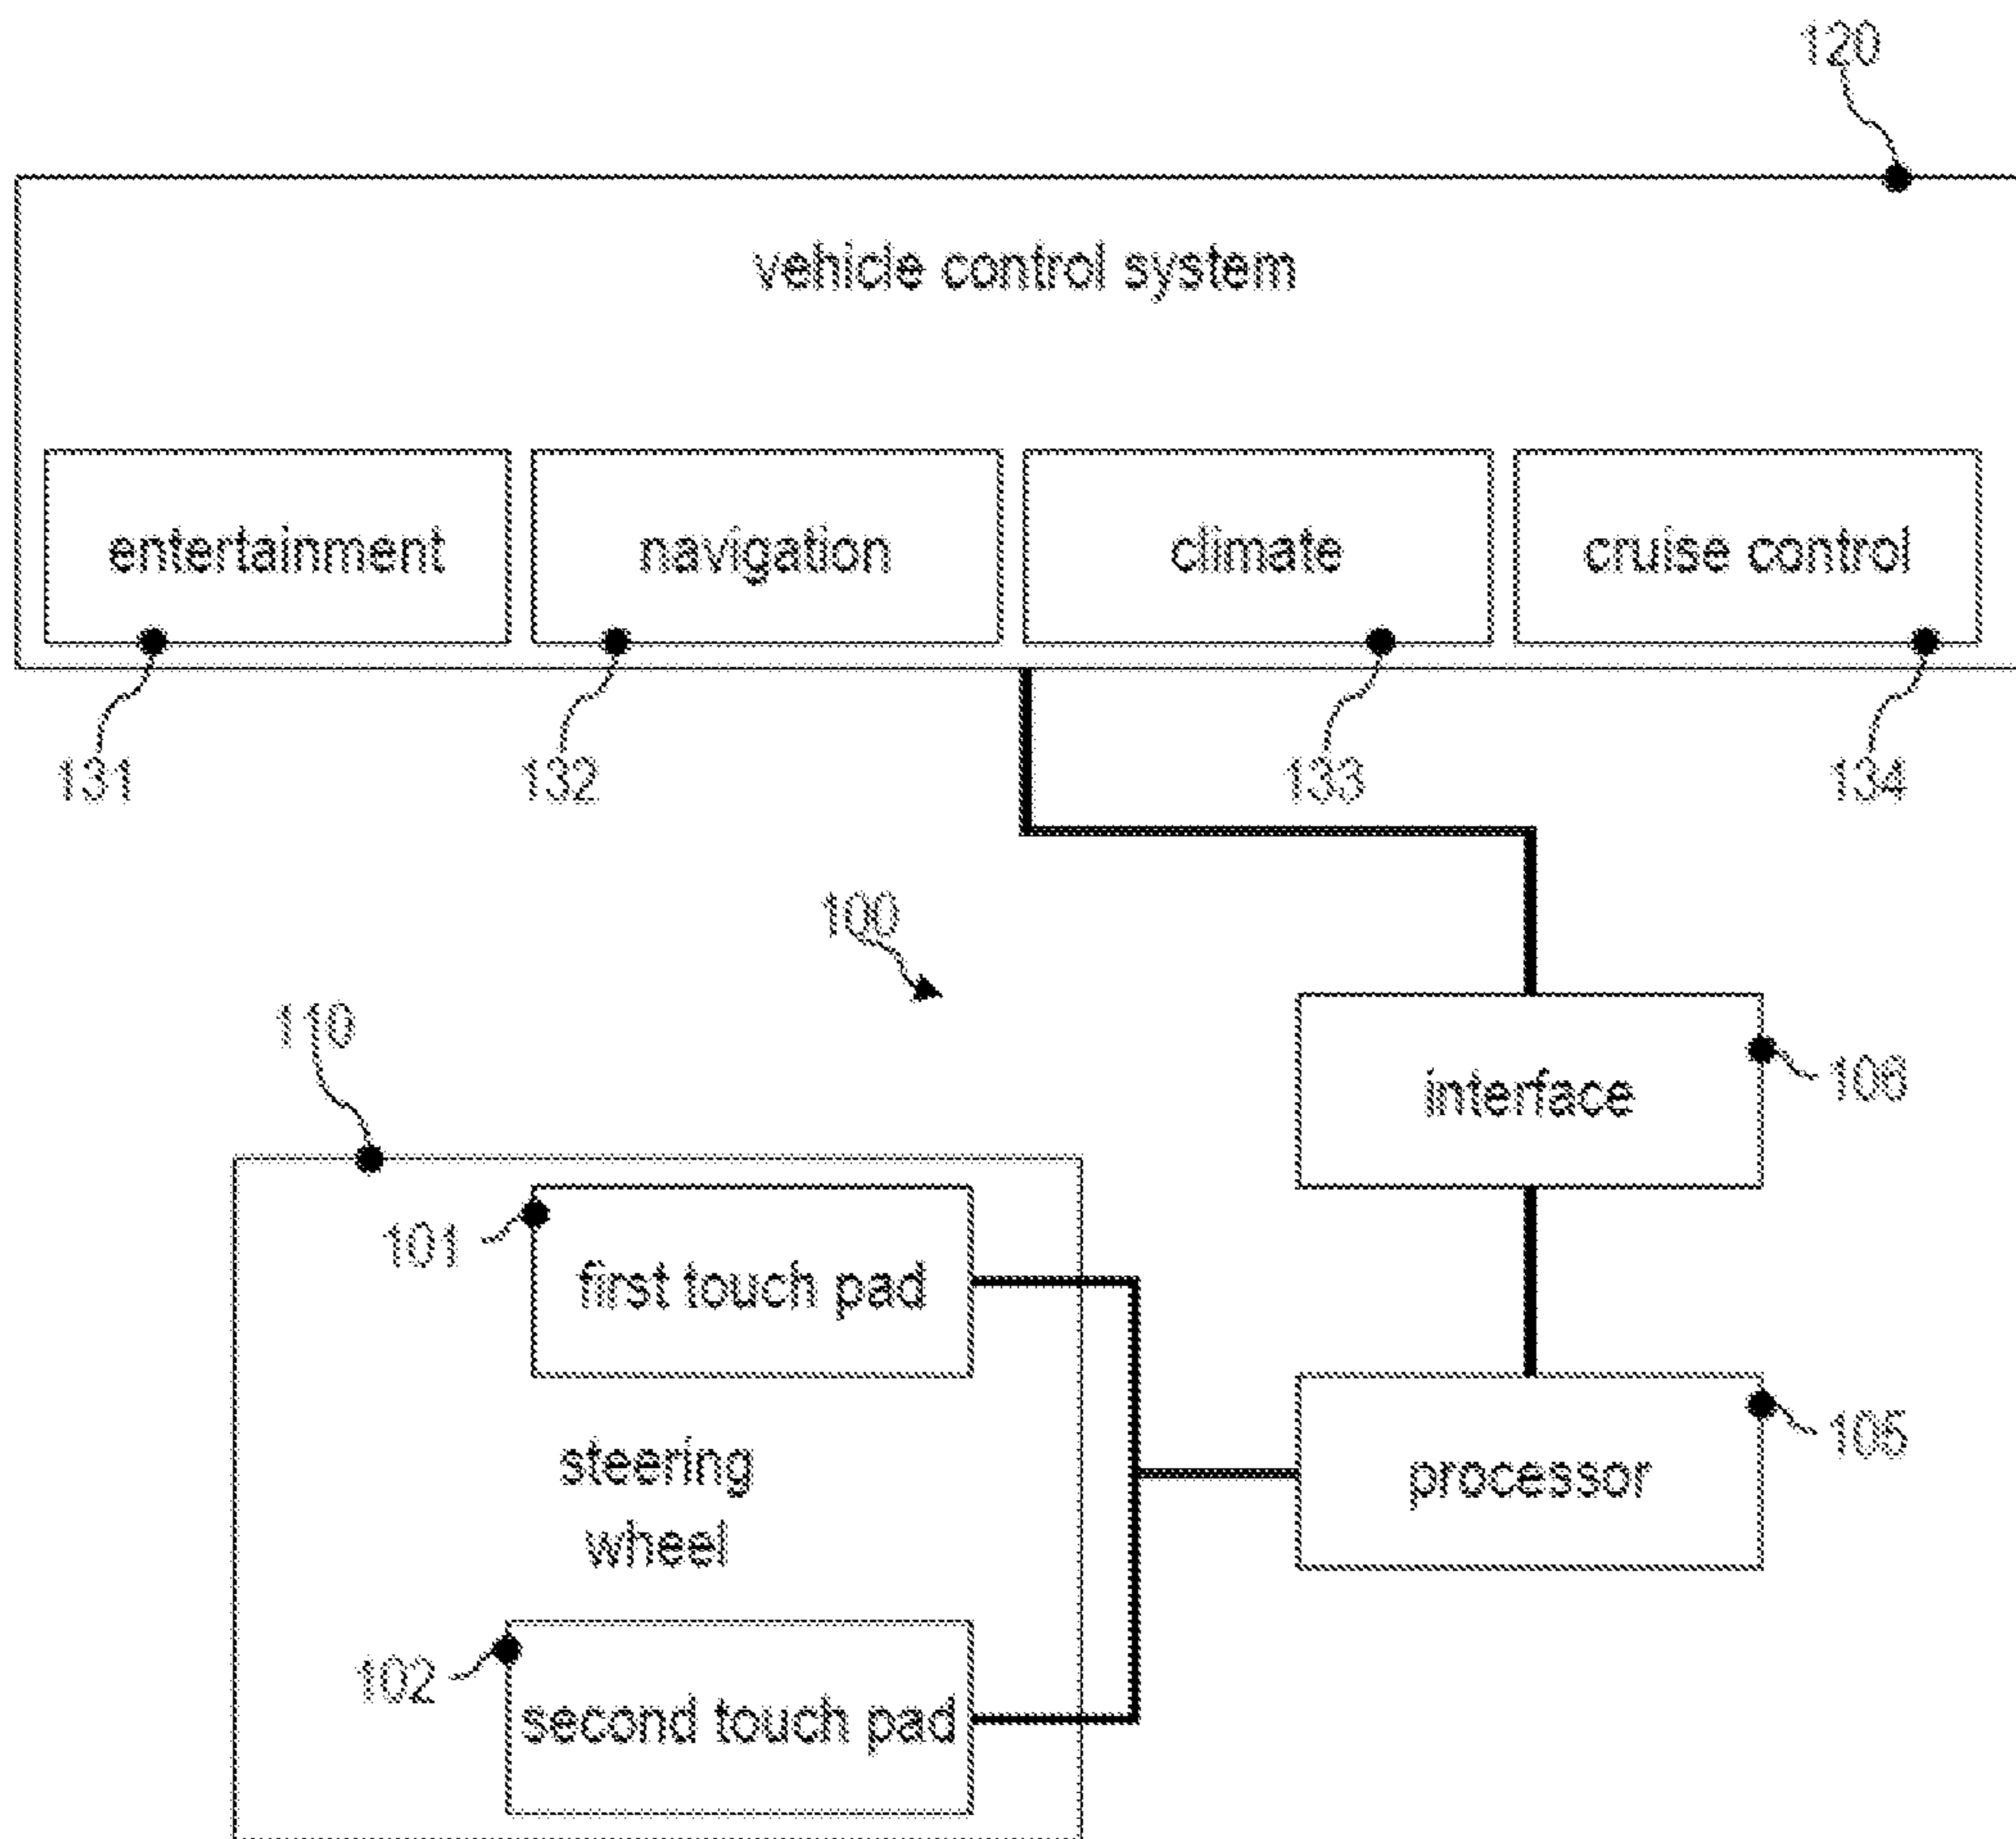 120
vehicle control system
entertainment
navigation
climate
cruise control
131
132
133
134
100
110
interface
106
101
first touch pad
steering
wheel
processor
105
102
second touch pad